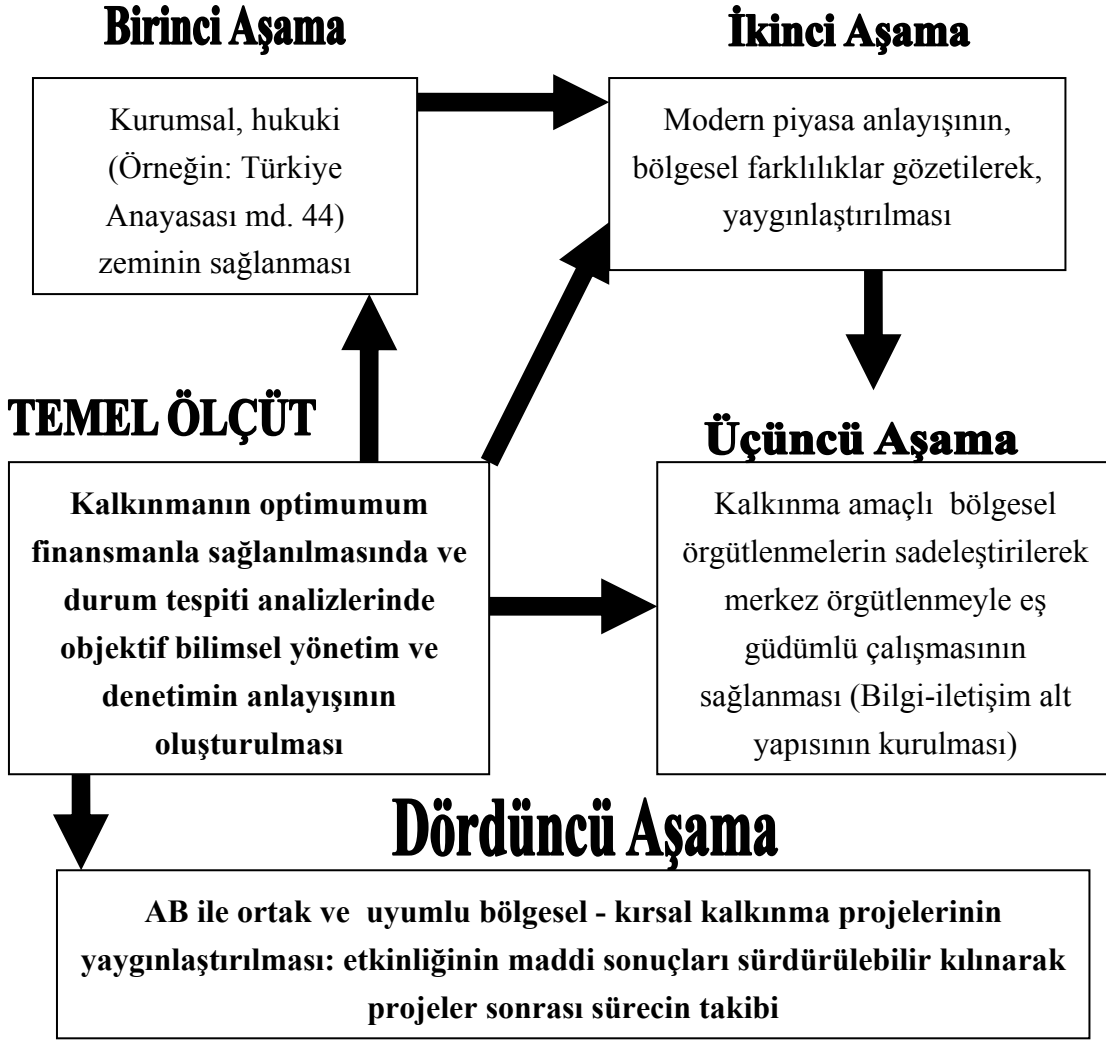 Birinci Aşama
Kurumsal, hukuki
(Örneğin: Türkiye
Anayasası md. 44)
zeminin sağlanması
İkinci Aşama
Modern piyasa anlayışının,
bölgesel farklılıklar gözetilerek,
yaygınlaştırılması
TEMEL ÖLÇÜT
Kalkınmanın optimumum
finansmanla sağlanılmasında ve
durum tespiti analizlerinde
objektif bilimsel yönetim ve
denetimin anlayışının
oluşturulması
Üçüncü Aşama
Kalkınma amaçlı bölgesel
örgütlenmelerin sadeleştirilerek
merkez örgütlenmeyle eş
güdümlü çalışmasının
sağlanması (Bilgi-iletişim alt
yapısının kurulması)
Dördüncü Aşama
AB ile ortak ve uyumlu bölgesel - kırsal kalkınma projelerinin
yaygınlaştırılması: etkinliğinin maddi sonuçları sürdürülebilir kılınarak
projeler sonrası sürecin takibi